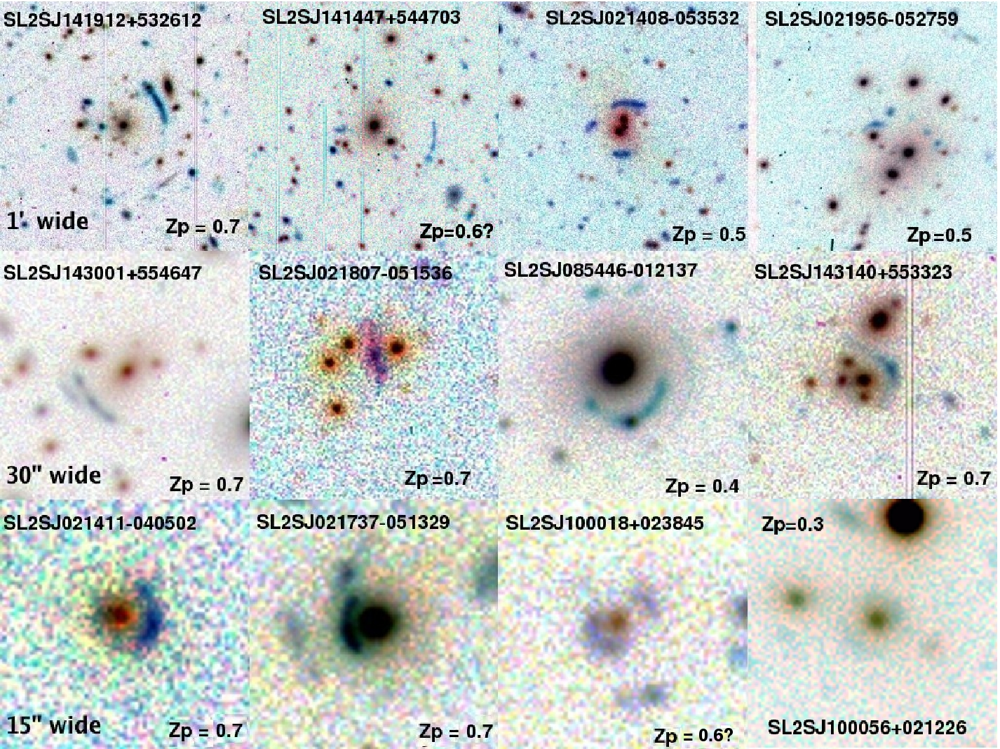 SL2SJ141912+532612
SL2SJ141447+544703
SL2SJ021408-053532
SL2SJ021956-052759
1'. wide
Zp = 0.7
Zp=0.6?
Zp = 0.5
Zp=0.5
SL2SJ143001+554647
SL2SJ021807-051536
SL2SJ085446-012137
SL2SJ143140+553323
30" wide
Zp = 0.7
Zp =0.7
Zp = 0.4
Zp = 0.7
SL2SJ021411-040502
SL2SJ021737-051329
SL2SJ100018+023845
Zp=0.3
15" wide
Zp = 0.7
Zp = 0.7
Zp = 0.6?
SL2SJ100056+021226